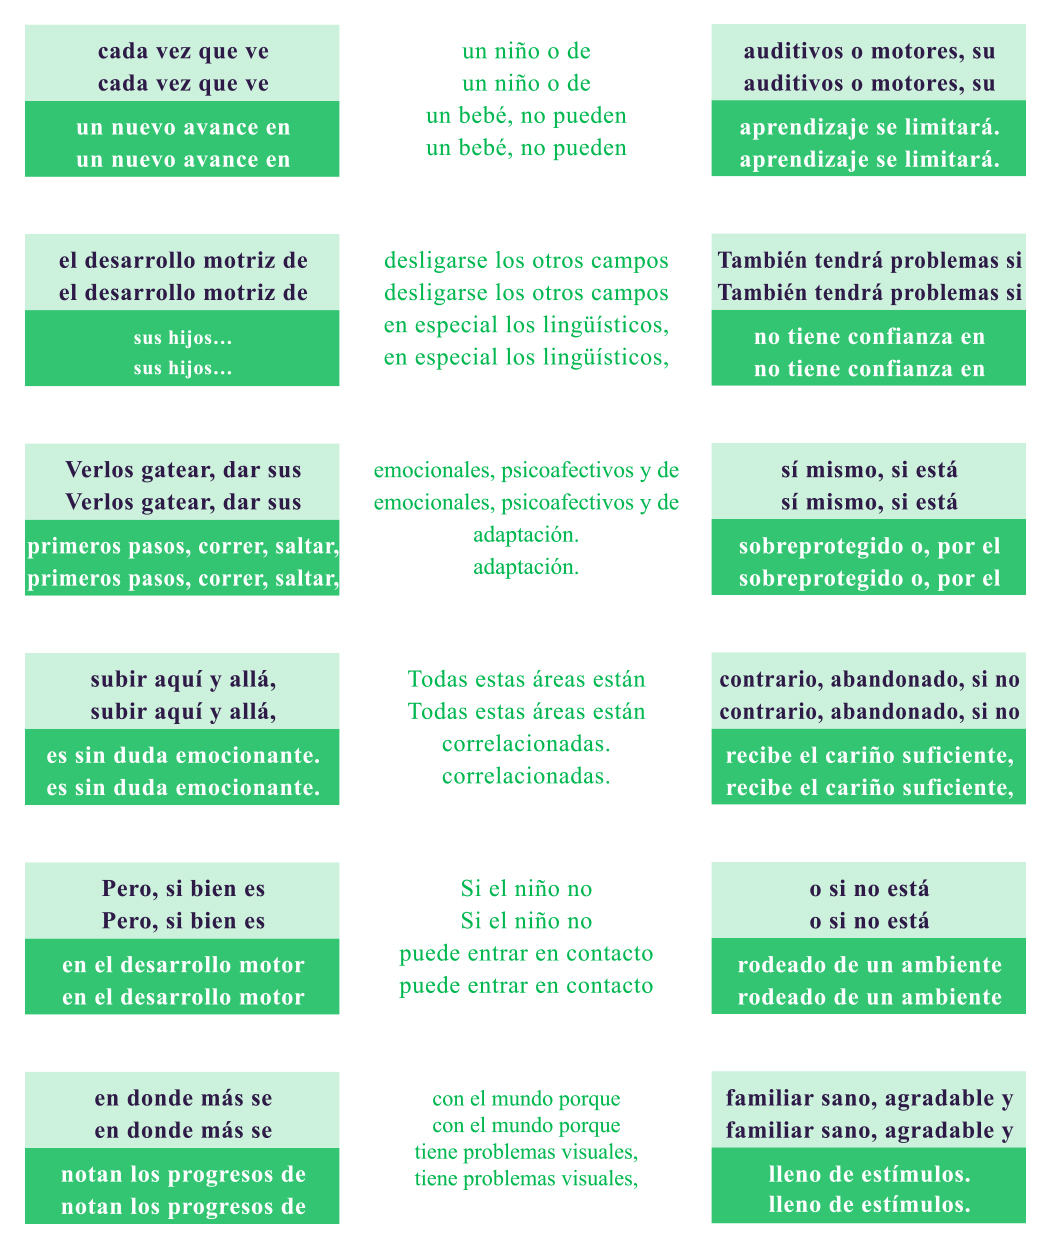 cada vez que ve
cada vez que ve
un nuevo avance en
un nuevo avance en
el desarrollo motriz de
el desarrollo motriz de
sus hijos…
sus hijos…
Verlos gatear, dar sus
Verlos gatear, dar sus
primeros pasos, correr, saltar,
primeros pasos, correr, saltar,
subir aquí y allá,
subir aquí y allá,
es sin duda emocionante.
es sin duda emocionante.
Pero, si bien es
Pero, si bien es
en el desarrollo motor
en el desarrollo motor
en donde más se
en donde más se
notan los progresos de
notan los progresos de
un niño o de
un niño o de
un bebé, no pueden
un bebé, no pueden
desligarse los otros campos
desligarse los otros campos
en especial los lingüísticos,
en especial los lingüísticos,
emocionales, psicoafectivos y de
emocionales, psicoafectivos y de
adaptación.
adaptación.
Todas estas áreas están
Todas estas áreas están
correlacionadas.
correlacionadas.
Si el niño no
Si el niño no
puede entrar en contacto
puede entrar en contacto
con el mundo porque
con el mundo porque
tiene problemas visuales,
tiene problemas visuales,
auditivos o motores, su
auditivos o motores, su
aprendizaje se limitará.
aprendizaje se limitará.
También tendrá problemas si
También tendrá problemas si
no tiene confianza en
no tiene confianza en
sí mismo, si está
sí mismo, si está
sobreprotegido o, por el
sobreprotegido o, por el
contrario, abandonado, si no
contrario, abandonado, si no
recibe el cariño suficiente,
recibe el cariño suficiente,
o si no está
o si no está
rodeado de un ambiente
rodeado de un ambiente
familiar sano, agradable y
familiar sano, agradable y
lleno de estímulos.
lleno de estímulos.